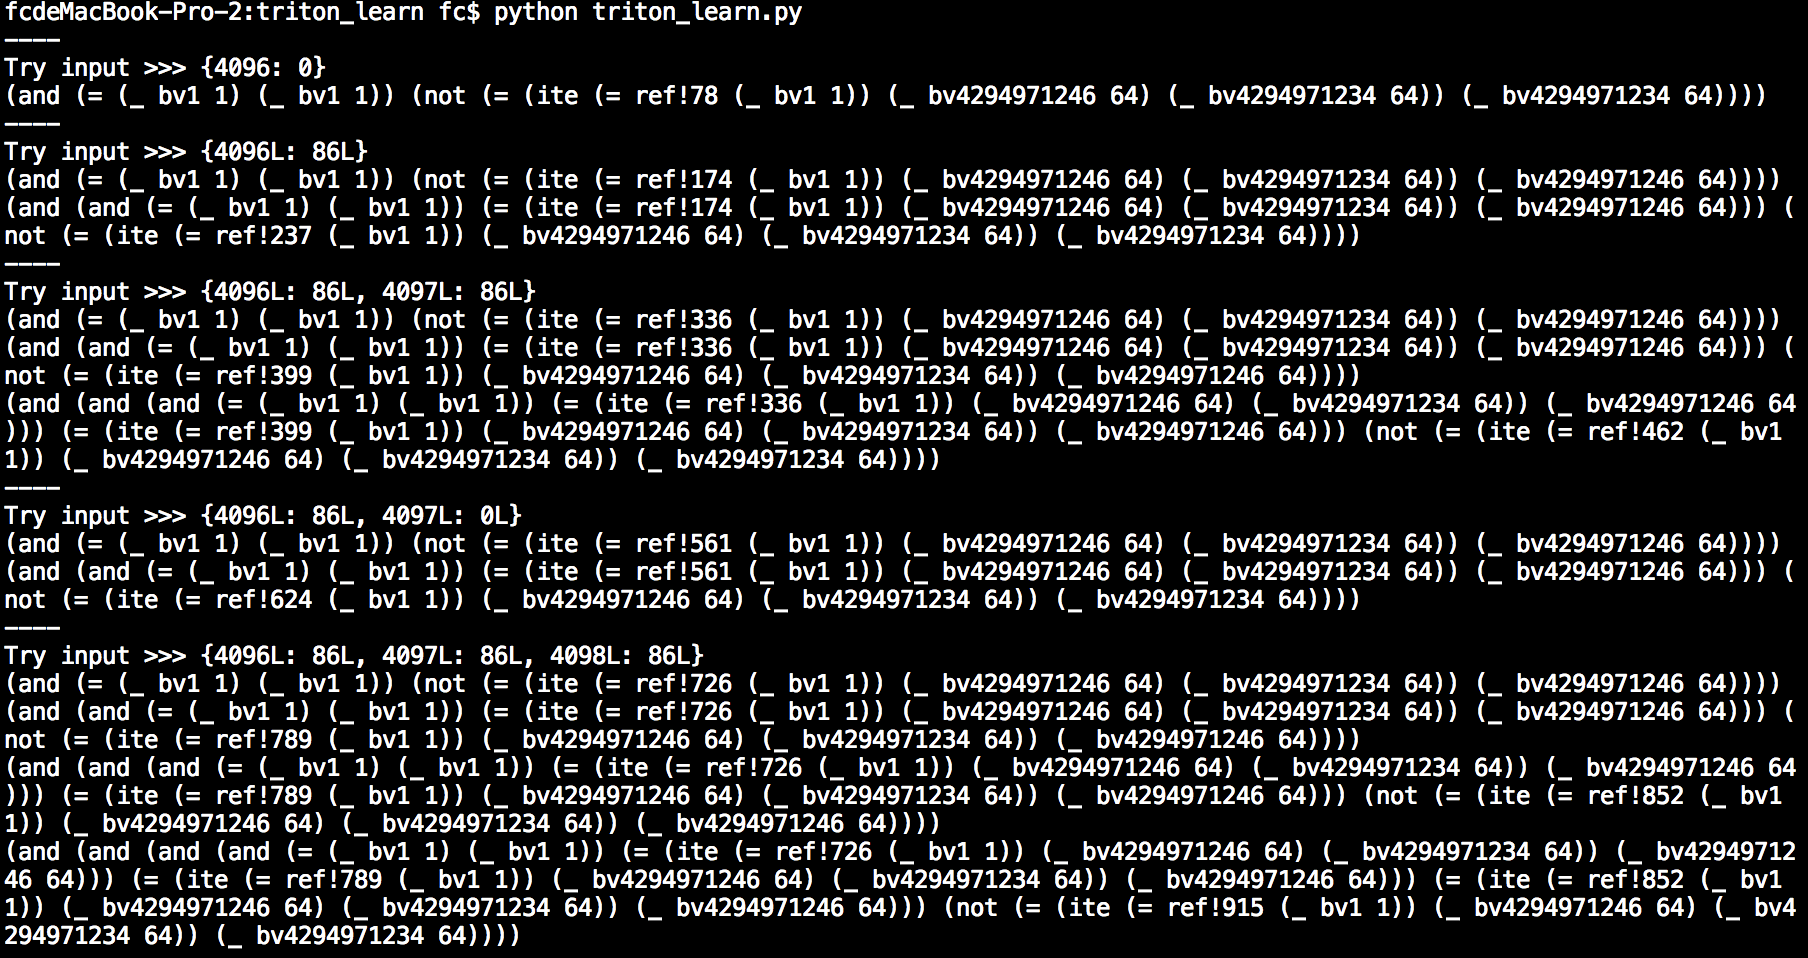 fcdeMacBook-Pro-2:triton_learn fc$ python triton_learn.py
----
Try input >>> {4096: 0}
(and (= (_ bv1 1) (_ bv1 1)) (not (= (ite (= ref!78 (_ bv1 1)) (_ bv4294971246 64) (_ bv4294971234 64)) (_ bv4294971234 64))))
----
Try input >>> {4096L: 86L}
(and (= (_ bv1 1) (_ bv1 1)) (not (= (ite (= ref!174 (_ bv1 1)) (_ bv4294971246 64) (_ bv4294971234 64)) (_ bv4294971246 64))))
(and (and (= (_ bv1 1) (_ bv1 1)) (= (ite (= ref!174 (_ bv1 1)) (_ bv4294971246 64) (_ bv4294971234 64)) (_ bv4294971246 64))) (
not (= (ite (= ref!237 (_ bv1 1)) (_ bv4294971246 64) (_ bv4294971234 64)) (_ bv4294971234 64))))
----
Try input >>> {4096L: 86L, 4097L: 86L}
(and (= (_ bv1 1) (_ bv1 1)) (not (= (ite (= ref!336 (_ bv1 1)) (_ bv4294971246 64) (_ bv4294971234 64)) (_ bv4294971246 64))))
(and (and (= (_ bv1 1) (_ bv1 1)) (= (ite (= ref!336 (_ bv1 1)) (_ bv4294971246 64) (_ bv4294971234 64)) (_ bv4294971246 64))) (
not (= (ite (= ref!399 (_ bv1 1)) (_ bv4294971246 64) (_ bv4294971234 64)) (_ bv4294971246 64))))
(and (and (and (= (_ bv1 1) (_ bv1 1)) (= (ite (= ref!336 (_ bv1 1)) (_ bv4294971246 64) (_ bv4294971234 64)) (_ bv4294971246 64
))) (= (ite (= ref!399 (_ bv1 1)) (_ bv4294971246 64) (_ bv4294971234 64)) (_ bv4294971246 64))) (not (= (ite (= ref!462 (_ bv1
1)) (_ bv4294971246 64) (_ bv4294971234 64)) (_ bv4294971234 64))))
----
Try input >>> {4096L: 86L, 4097L: 0L}
(and (= (_ bv1 1) (_ bv1 1)) (not (= (ite (= ref!561 (_ bv1 1)) (_ bv4294971246 64) (_ bv4294971234 64)) (_ bv4294971246 64))))
(and (and (= (_ bv1 1) (_ bv1 1)) (= (ite (= ref!561 (_ bv1 1)) (_ bv4294971246 64) (_ bv4294971234 64)) (_ bv4294971246 64))) (
not (= (ite (= ref!624 (_ bv1 1)) (_ bv4294971246 64) (_ bv4294971234 64)) (_ bv4294971234 64))))
----
Try input >>> {4096L: 86L, 4097L: 86L, 4098L: 86L}
(and (= (_ bv1 1) (_ bv1 1)) (not (= (ite (= ref!726 (_ bv1 1)) (_ bv4294971246 64) (_ bv4294971234 64)) (_ bv4294971246 64))))
(and (and (= (_ bv1 1) (_ bv1 1)) (= (ite (= ref!726 (_ bv1 1)) (_ bv4294971246 64) (_ bv4294971234 64)) (_ bv4294971246 64))) (
not (= (ite (= ref!789 (_ bv1 1)) (_ bv4294971246 64) (_ bv4294971234 64)) (_ bv4294971246 64))))
(and (and (and (= (_ bv1 1) (_ bv1 1)) (= (ite (= ref!726 (_ bv1 1)) (_ bv4294971246 64) (_ bv4294971234 64)) (_ bv4294971246 64
))) (= (ite (= ref!789 (_ bv1 1)) (_ bv4294971246 64) (_ bv4294971234 64)) (_ bv4294971246 64))) (not (= (ite (= ref!852 (_ bv1
1)) (_ bv4294971246 64) (_ bv4294971234 64)) (_ bv4294971246 64))))
(and (and (and (and (= (_ bv1 1) (_ bv1 1)) (= (ite (= ref!726 (_ bv1 1)) (_ bv4294971246 64) (_ bv4294971234 64)) (_ bv42949712
46 64))) (= (ite (= ref!789 (_ bv1 1)) (_ bv4294971246 64) (_ bv4294971234 64)) (_ bv4294971246 64))) (= (ite (= ref!852 (_ bv1
1)) (_ bv4294971246 64) (_ bv4294971234 64)) (_ bv4294971246 64))) (not (= (ite (= ref!915 (_ bv1 1)) (_ bv4294971246 64) (_ bv4
294971234 64)) (_ bv4294971234 64))))